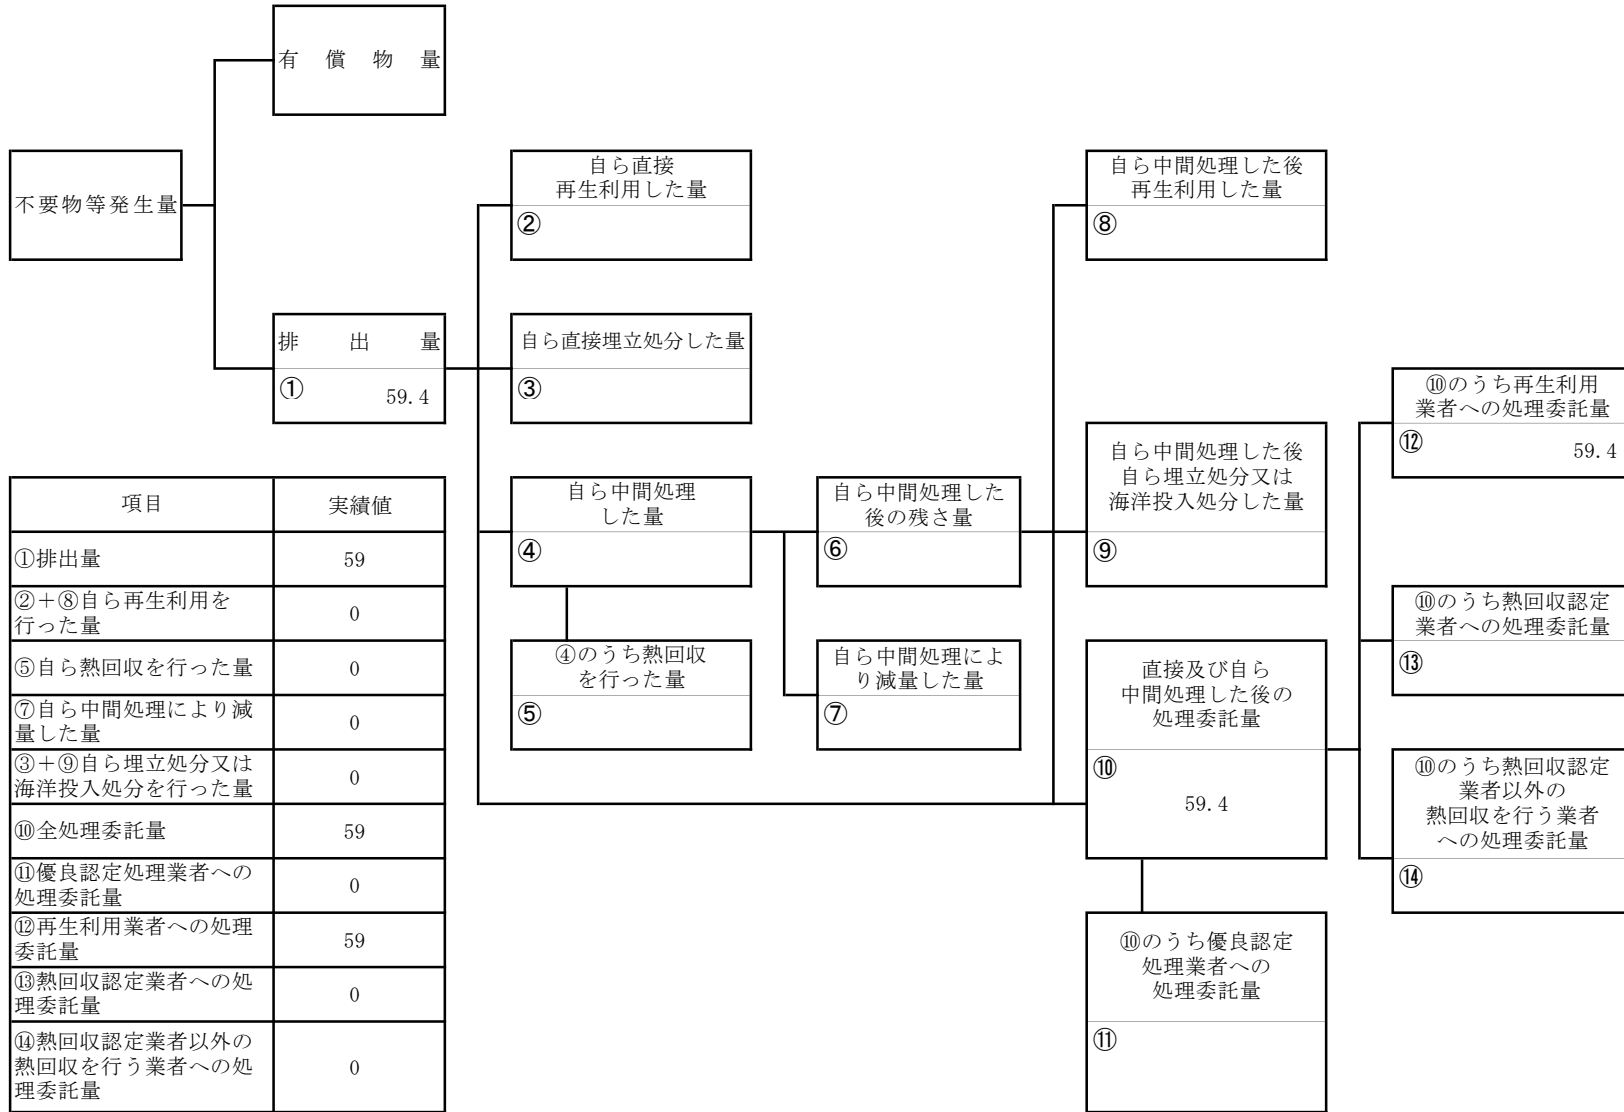 有償物量
不要物等発生量
排出量
①
59.4
自ら直接
再生利用した量
②
自ら直接埋立処分した量
③
自ら中間処理
した量
④
④のうち熱回収
を行った量
⑤
自ら中間処理した
後の残さ量
⑥
自ら中間処理によ
り減量した量
⑦
自ら中間処理した後
再生利用した量
⑧
自ら中間処理した後
自ら埋立処分又は
海洋投入処分した量
⑨
直接及び自ら
中間処理した後の
処理委託量
⑩
59.4
⑩のうち優良認定
処理業者への
処理委託量
⑪
⑩のうち再生利用
業者への処理委託量
⑫
59.4
⑩のうち熱回収認定
業者への処理委託量
⑬
⑩のうち熱回収認定
業者以外の
熱回収を行う業者
への処理委託量
⑭
項目 実績値
①排出量 59
②＋⑧自ら再生利用を
行った量 0
⑤自ら熱回収を行った量 0
⑦自ら中間処理により減
量した量 0
③＋⑨自ら埋立処分又は
海洋投入処分を行った量 0
⑩全処理委託量 59
⑪優良認定処理業者への
処理委託量 0
⑫再生利用業者への処理
委託量 59
⑬熱回収認定業者への処
理委託量 0
⑭熱回収認定業者以外の
熱回収を行う業者への処
理委託量 0